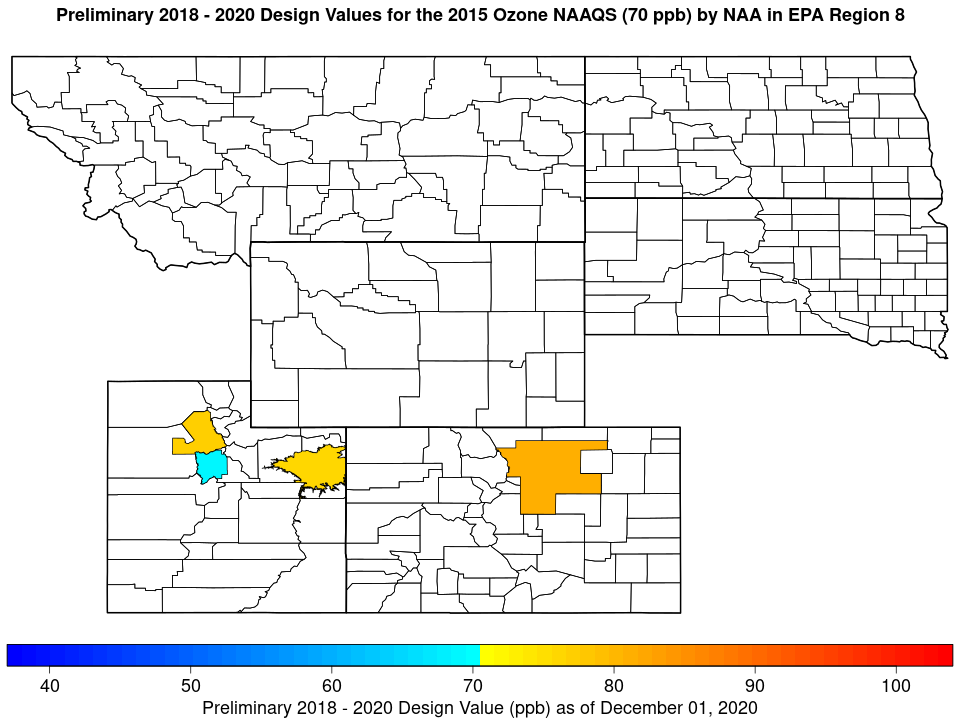 Preliminary 2018 - 2020 Design Values for the 2015 Ozone NAAQS (70 ppb) by NAA in EPA Region 8
40 50 60 70 80 90 100
Preliminary 2018 - 2020 Design Value (ppb) as of December 01, 2020